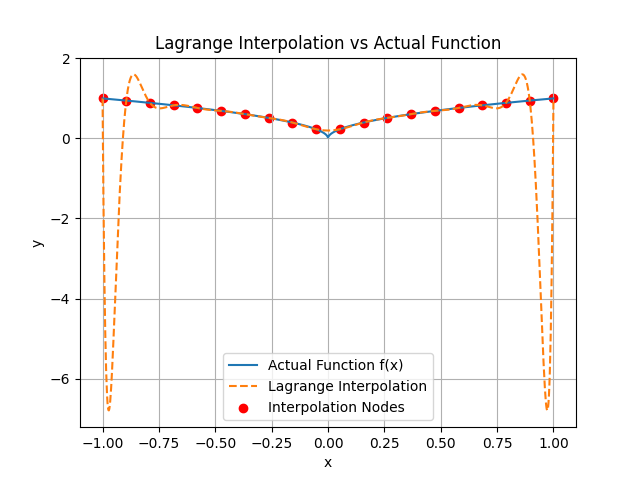 Lagrange Interpolation vs Actual Function
2
0
−2
−4
−6
y
Actual Function f(x)
Lagrange Interpolation
Interpolation Nodes
−1.00 −0.75 −0.50 −0.25 0.00 0.25 0.50 0.75 1.00
x